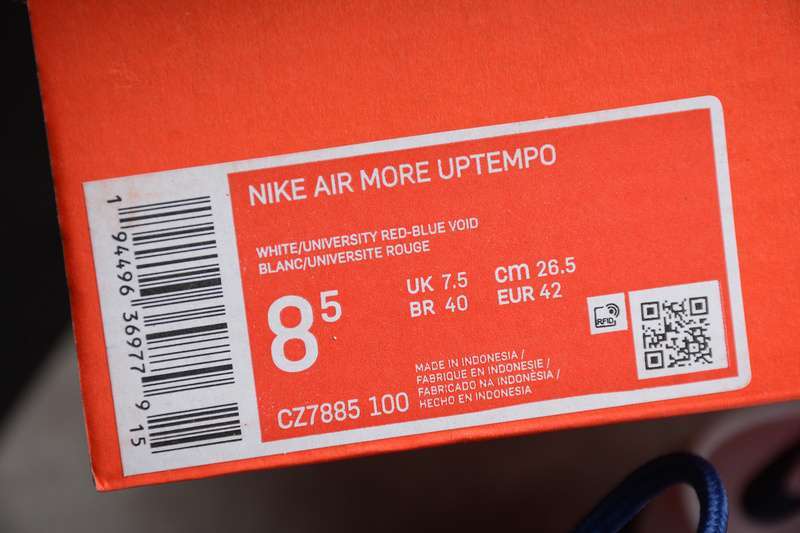 NIKE AIR MORE UPTEMPO
WHITE/UNIVERSITY RED-BLUE VOID
BLANC/UNIVERSITE ROUGE
8 5
UK 7.5 cm 26.5
BR 40 EUR 42
RFID
MADE IN INDONESIA /
FABRIQUE EN INDONESIE /
FABRICADO NA INDONÉSIA /
HECHO EN INDONESIA
CZ7885 100
1 94496 36977 9 15